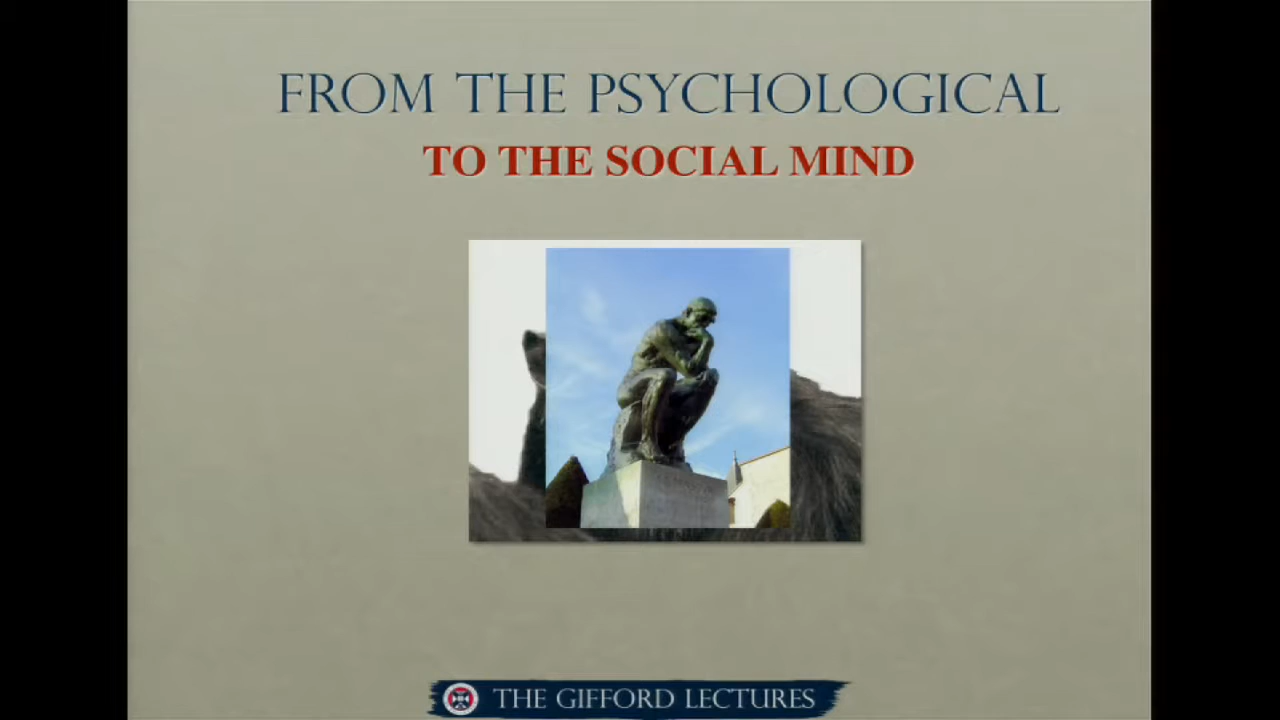 FROM THE PSYCHOLOGICAL
TO THE SOCIAL MIND
THE GIFFORD LECTURES